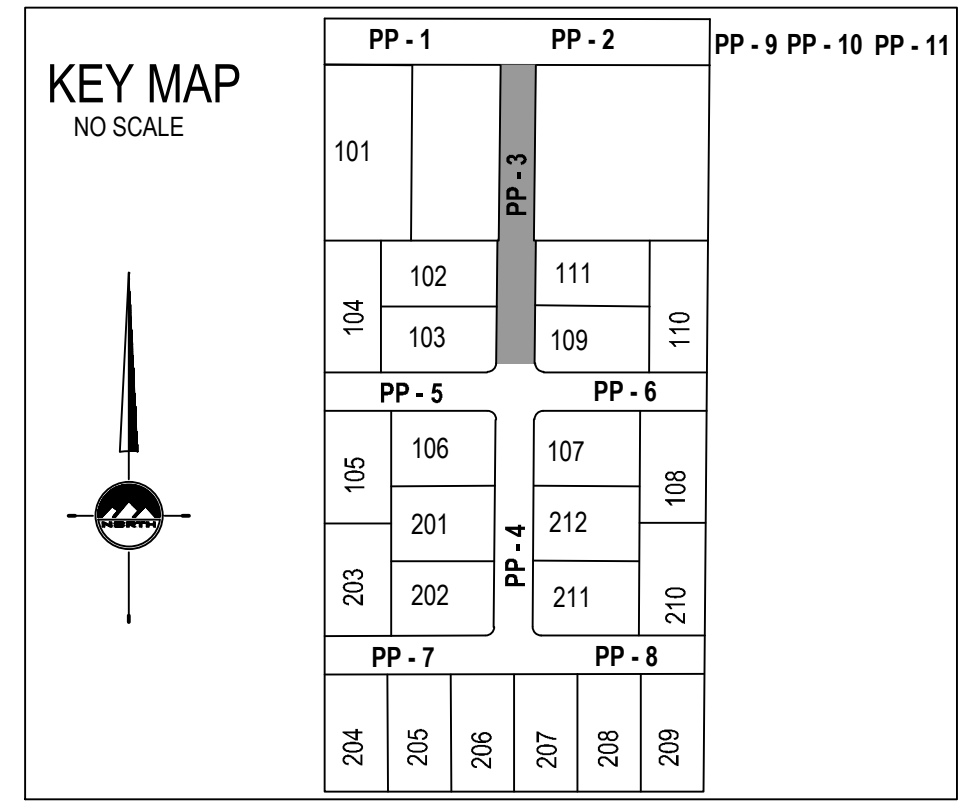 PP - 1 PP - 2 PP - 9 PP - 10 PP - 11
KEY MAP
NO SCALE
101
PP - 3
102 111
104
110
103 109
PP - 5 PP - 6
106 107
105
108
201 212
PP - 4
203
202 211
210
PP - 7 PP - 8
NORTH
204 205 206 207 208 209